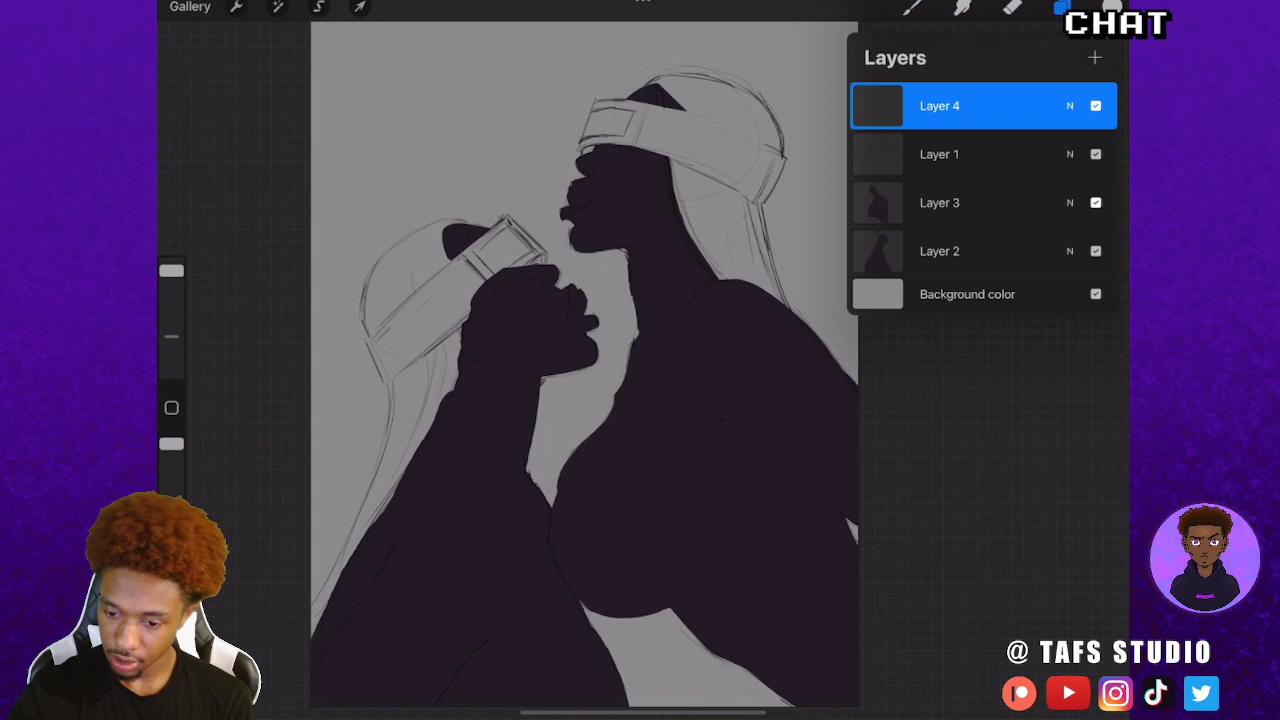 Gallery
CHAT
Layers
Layer 4 N
Layer 1 N
Layer 3 N
Layer 2 N
Background color
@ TAFS STUDIO